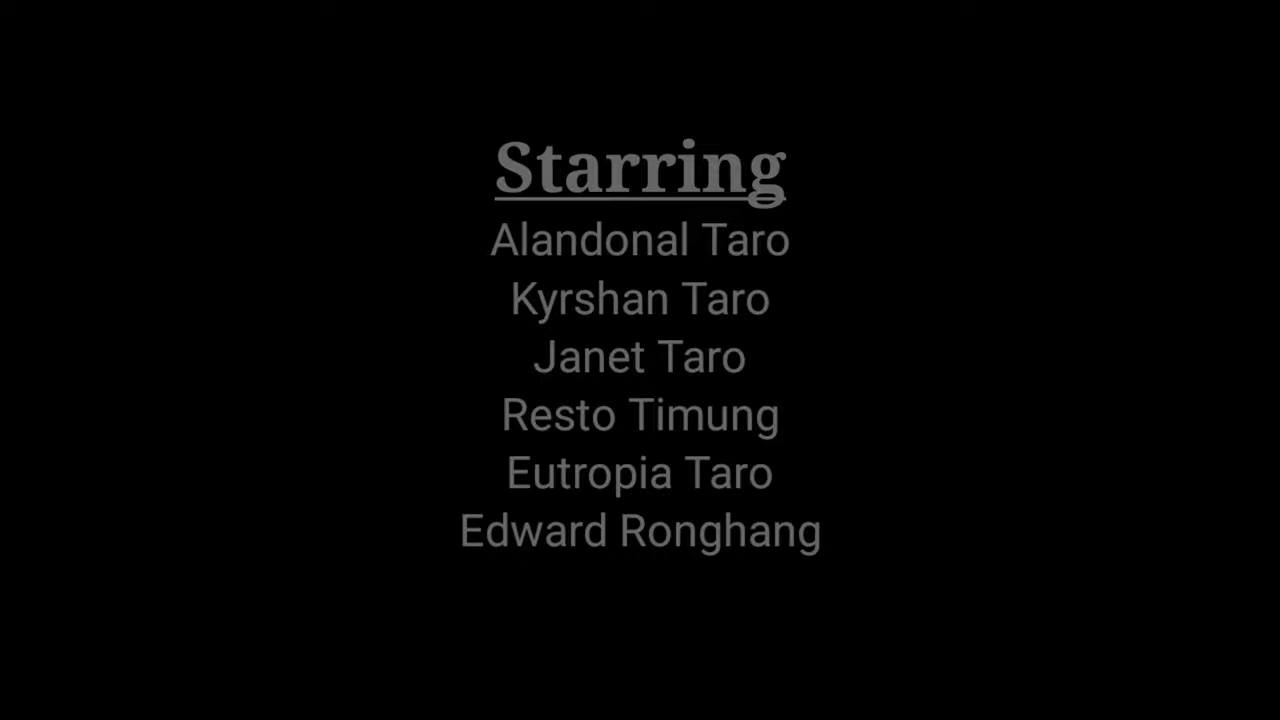 Starring
Alandonal Taro
Kyrshan Taro
Janet Taro
Resto Timung
Eutropia Taro
Edward Ronghang